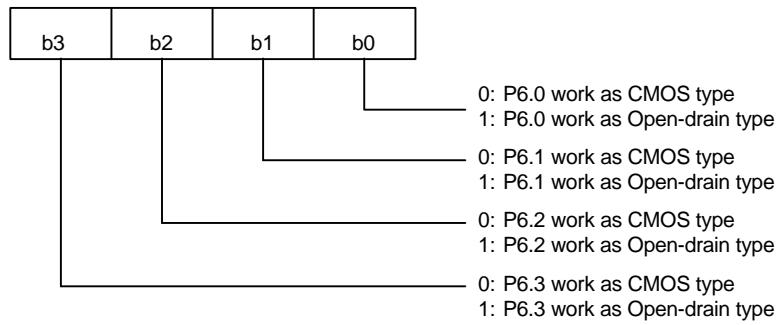 b3 b2 b1 b0
0: P6.0 work as CMOS type
1: P6.0 work as Open-drain type
0: P6.1 work as CMOS type
1: P6.1 work as Open-drain type
0: P6.2 work as CMOS type
1: P6.2 work as Open-drain type
0: P6.3 work as CMOS type
1: P6.3 work as Open-drain type